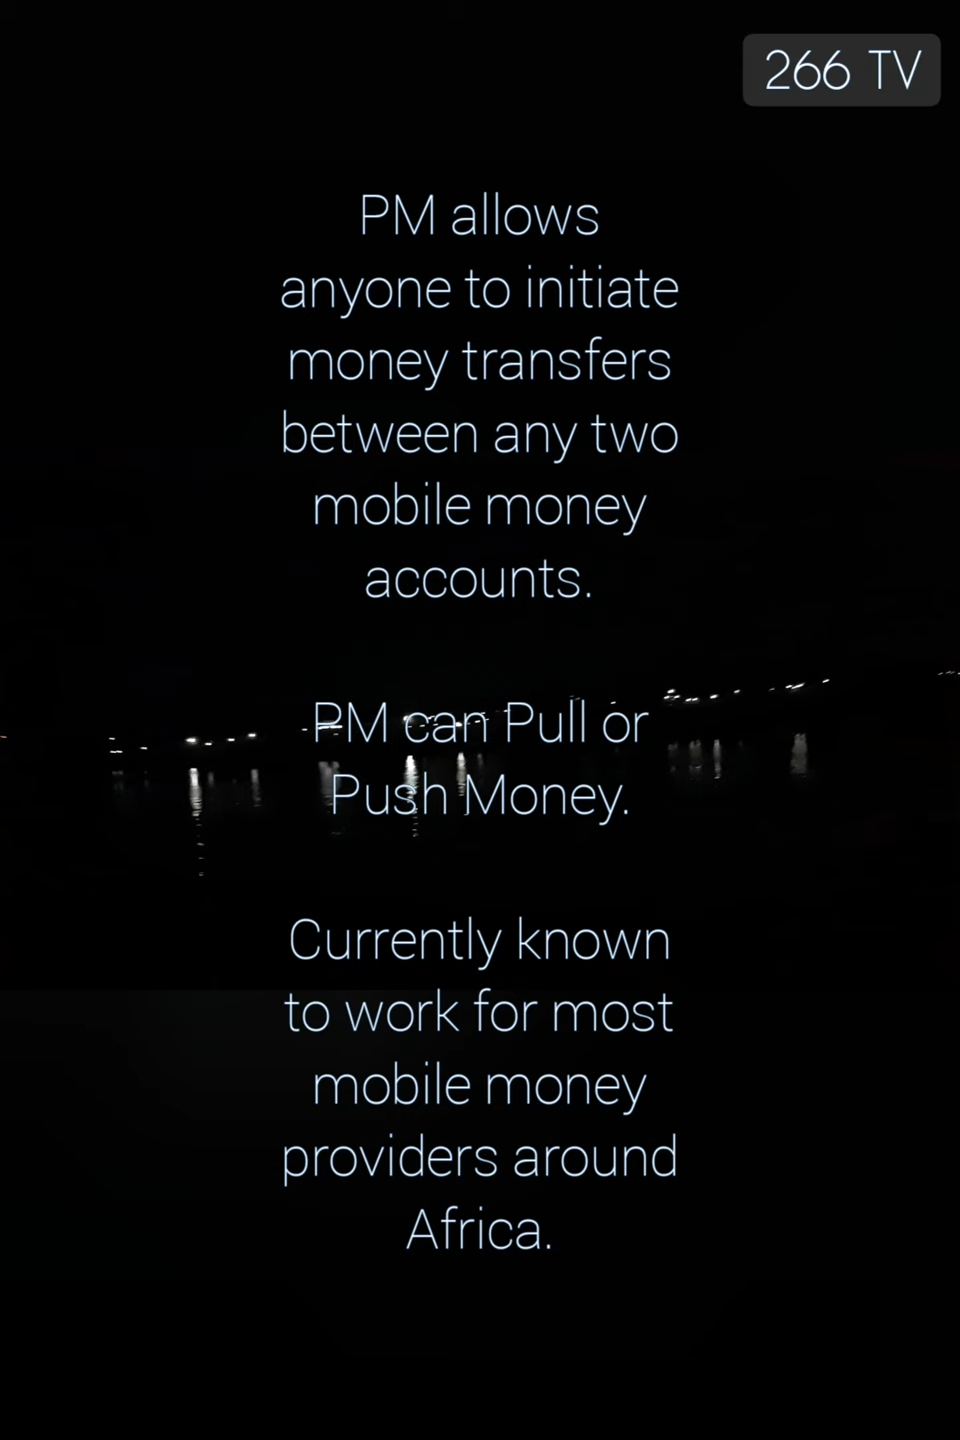 266 TV
PM allows
anyone to initiate
money transfers
between any two
mobile money
accounts.
PM can Pull or
Push Money.
Currently known
to work for most
mobile money
providers around
Africa.